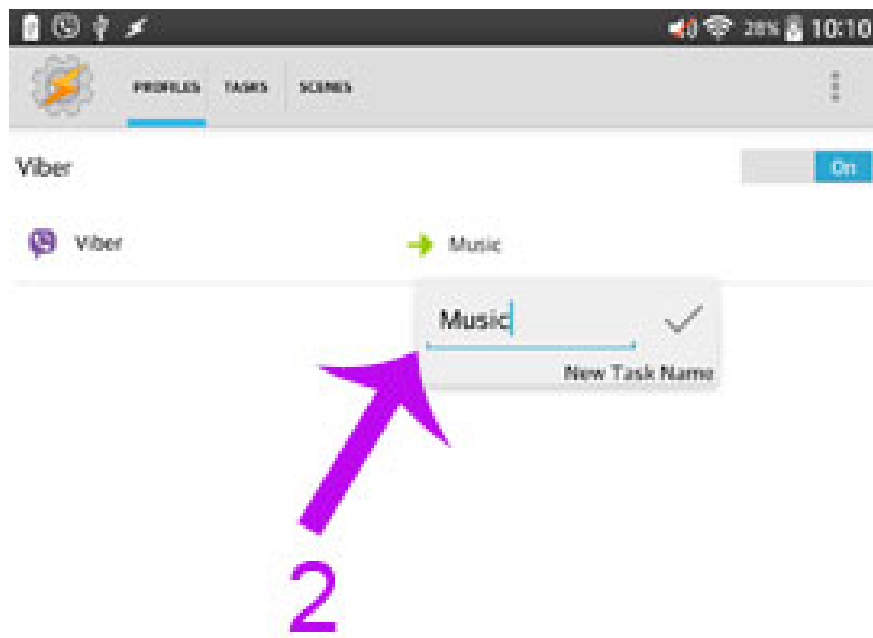 28% 10:10
PROFILES TASKS SCENES
Viber On
Viber Music
Music
New Task Name
2